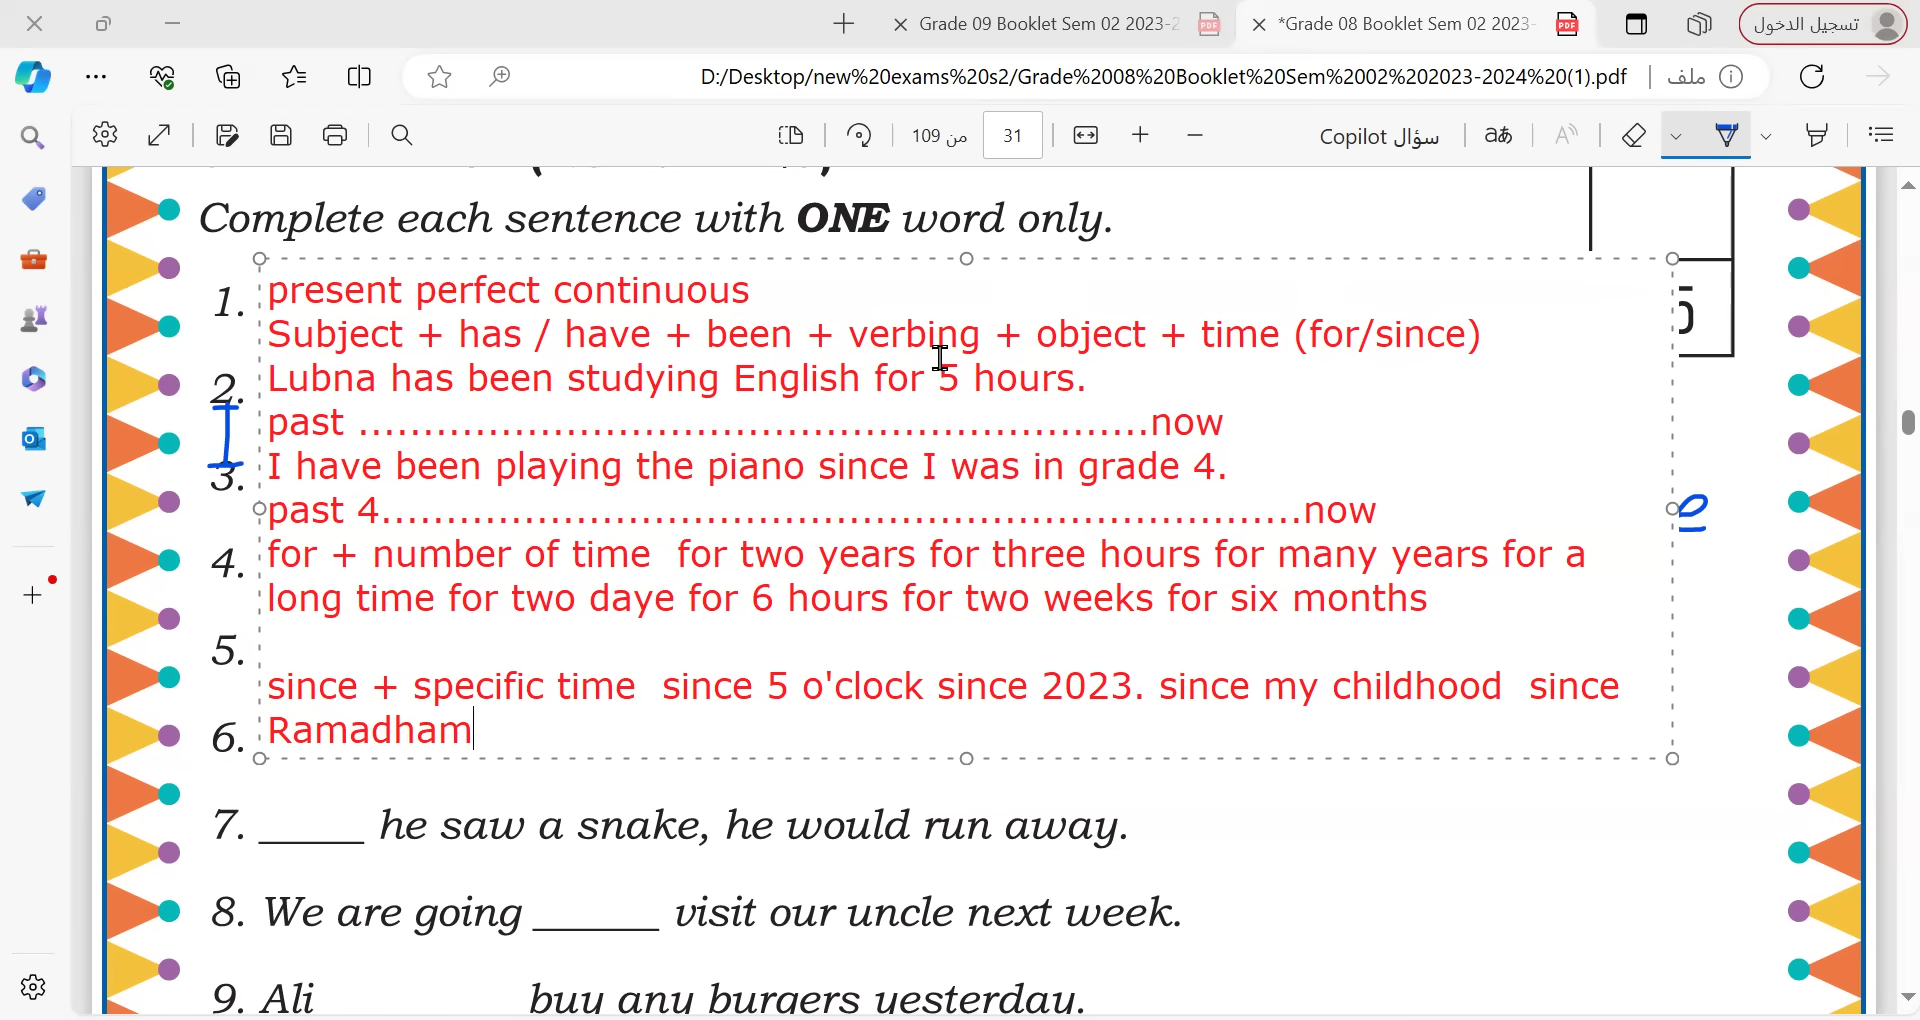 Grade 09 Booklet Sem 02 2023-2
*Grade 08 Booklet Sem 02 2023-
تسجيل الدخول
D:/Desktop/new%20exams%20s2/Grade%2008%20Booklet%20Sem%2002%202023-2024%20(1).pdf
ملف
من 109
31
سؤال Copilot
Complete each sentence with ONE word only.
1.
present perfect continuous
Subject + has / have + been + verbing + object + time (for/since)
2.
Lubna has been studying English for 5 hours.
past .............................................................now
3.
I have been playing the piano since I was in grade 4.
past 4.......................................................................now
4.
for + number of time  for two years for three hours for many years for a
long time for two daye for 6 hours for two weeks for six months
5.
since + specific time  since 5 o'clock since 2023. since my childhood  since
6.
Ramadham
7. _____ he saw a snake, he would run away.
8. We are going ______ visit our uncle next week.
9. Ali buy any burgers yesterday.